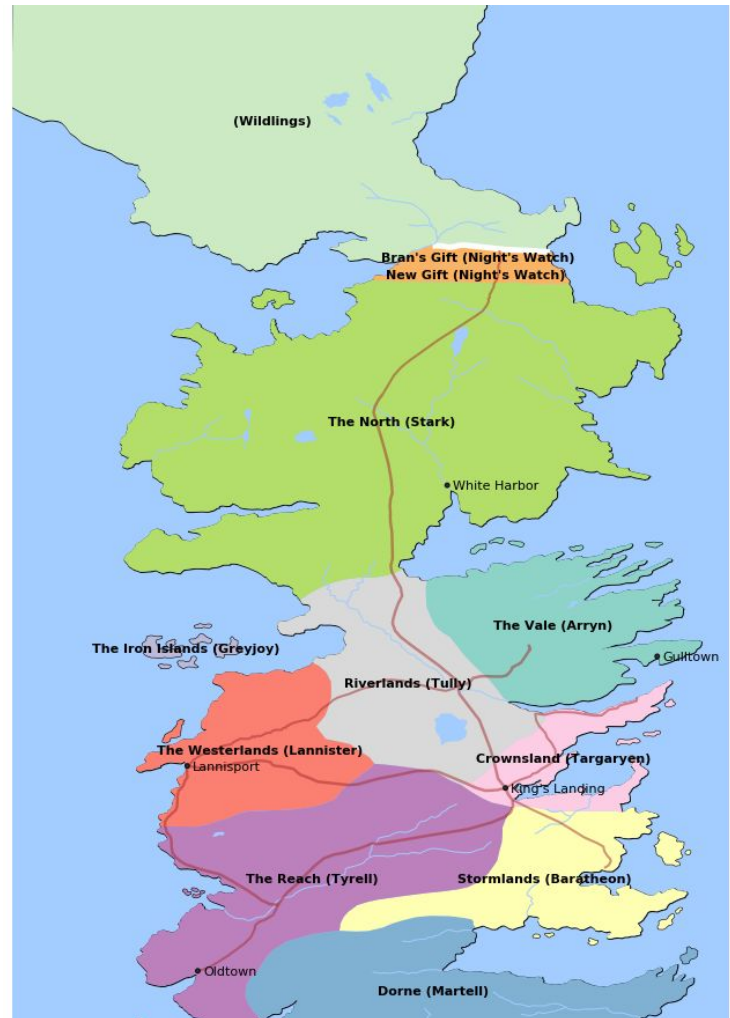 (Wildlings)
Bran's Gift (Night's Watch)
New Gift (Night's Watch)
The North (Stark)
White Harbor
The Vale (Arryn)
The Iron Islands (Greyjoy)
Gulltown
Riverlands (Tully)
The Westerlands (Lannister)
Crownsland (Targaryen)
Lannisport
King's Landing
The Reach (Tyrell)
Stormlands (Baratheon)
Oldtown
Dorne (Martell)